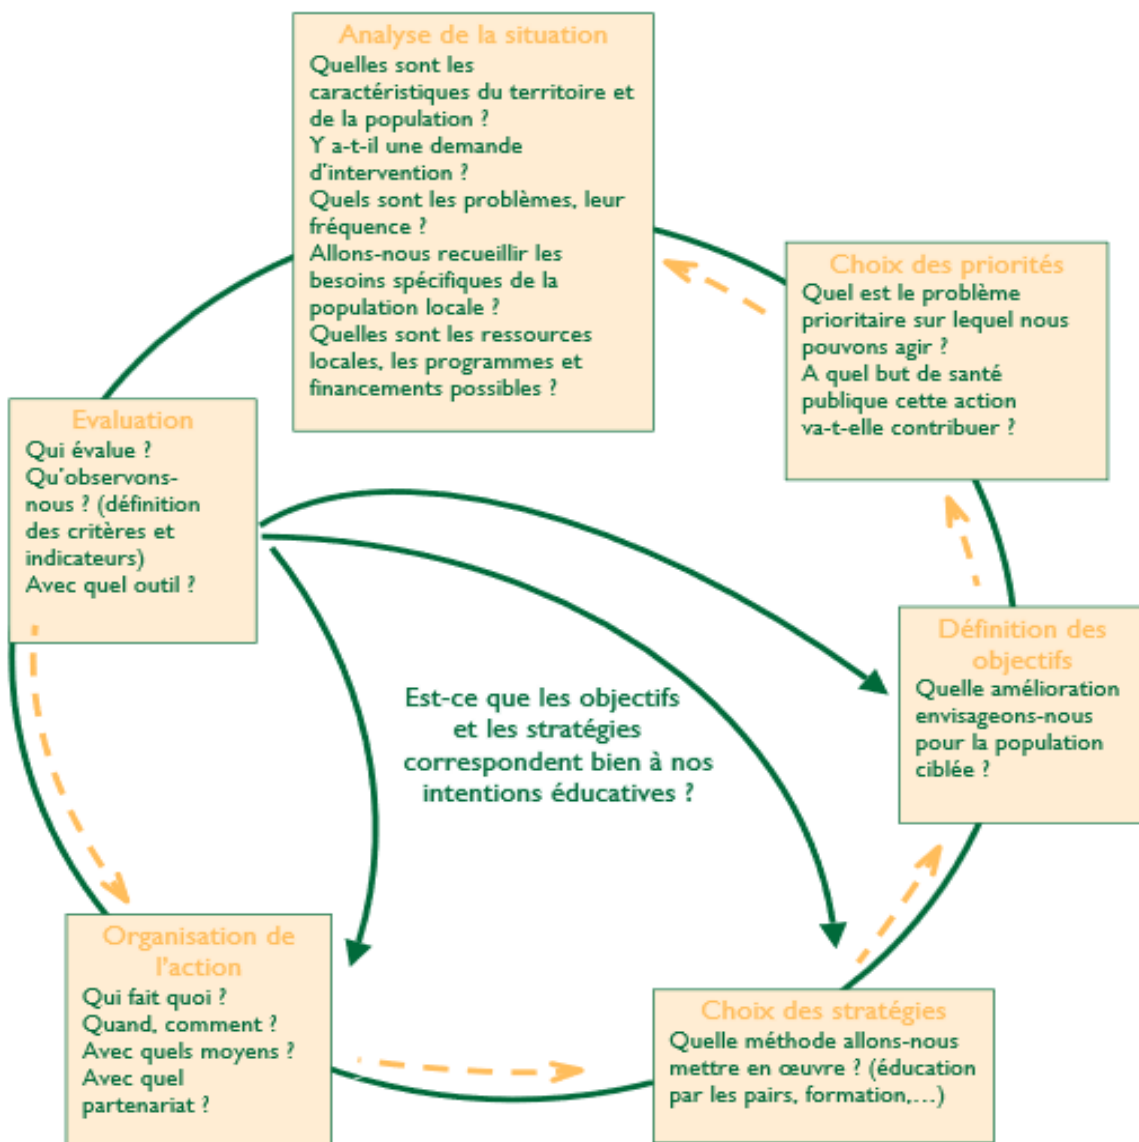 Analyse de la situation
Quelles sont les
caractéristiques du territoire et
de la population ?
Y a-t-il une demande
d'intervention ?
Quels sont les problèmes, leur
fréquence ?
Allons-nous recueillir les
besoins spécifiques de la
population locale ?
Quelles sont les ressources
locales, les programmes et
financements possibles ?
Choix des priorités
Quel est le problème
prioritaire sur lequel nous
pouvons agir ?
A quel but de santé
publique cette action
va-t-elle contribuer ?
Evaluation
Qui évalue ?
Qu'observons-
nous ? (définition
des critères et
indicateurs)
Avec quel outil ?
Définition des
objectifs
Quelle amélioration
envisageons-nous
pour la population
ciblée ?
Est-ce que les objectifs
et les stratégies
correspondent bien à nos
intentions éducatives ?
Organisation de
l'action
Qui fait quoi ?
Quand, comment ?
Avec quels moyens ?
Avec quel
partenariat ?
Choix des stratégies
Quelle méthode allons-nous
mettre en œuvre ? (éducation
par les pairs, formation,…)